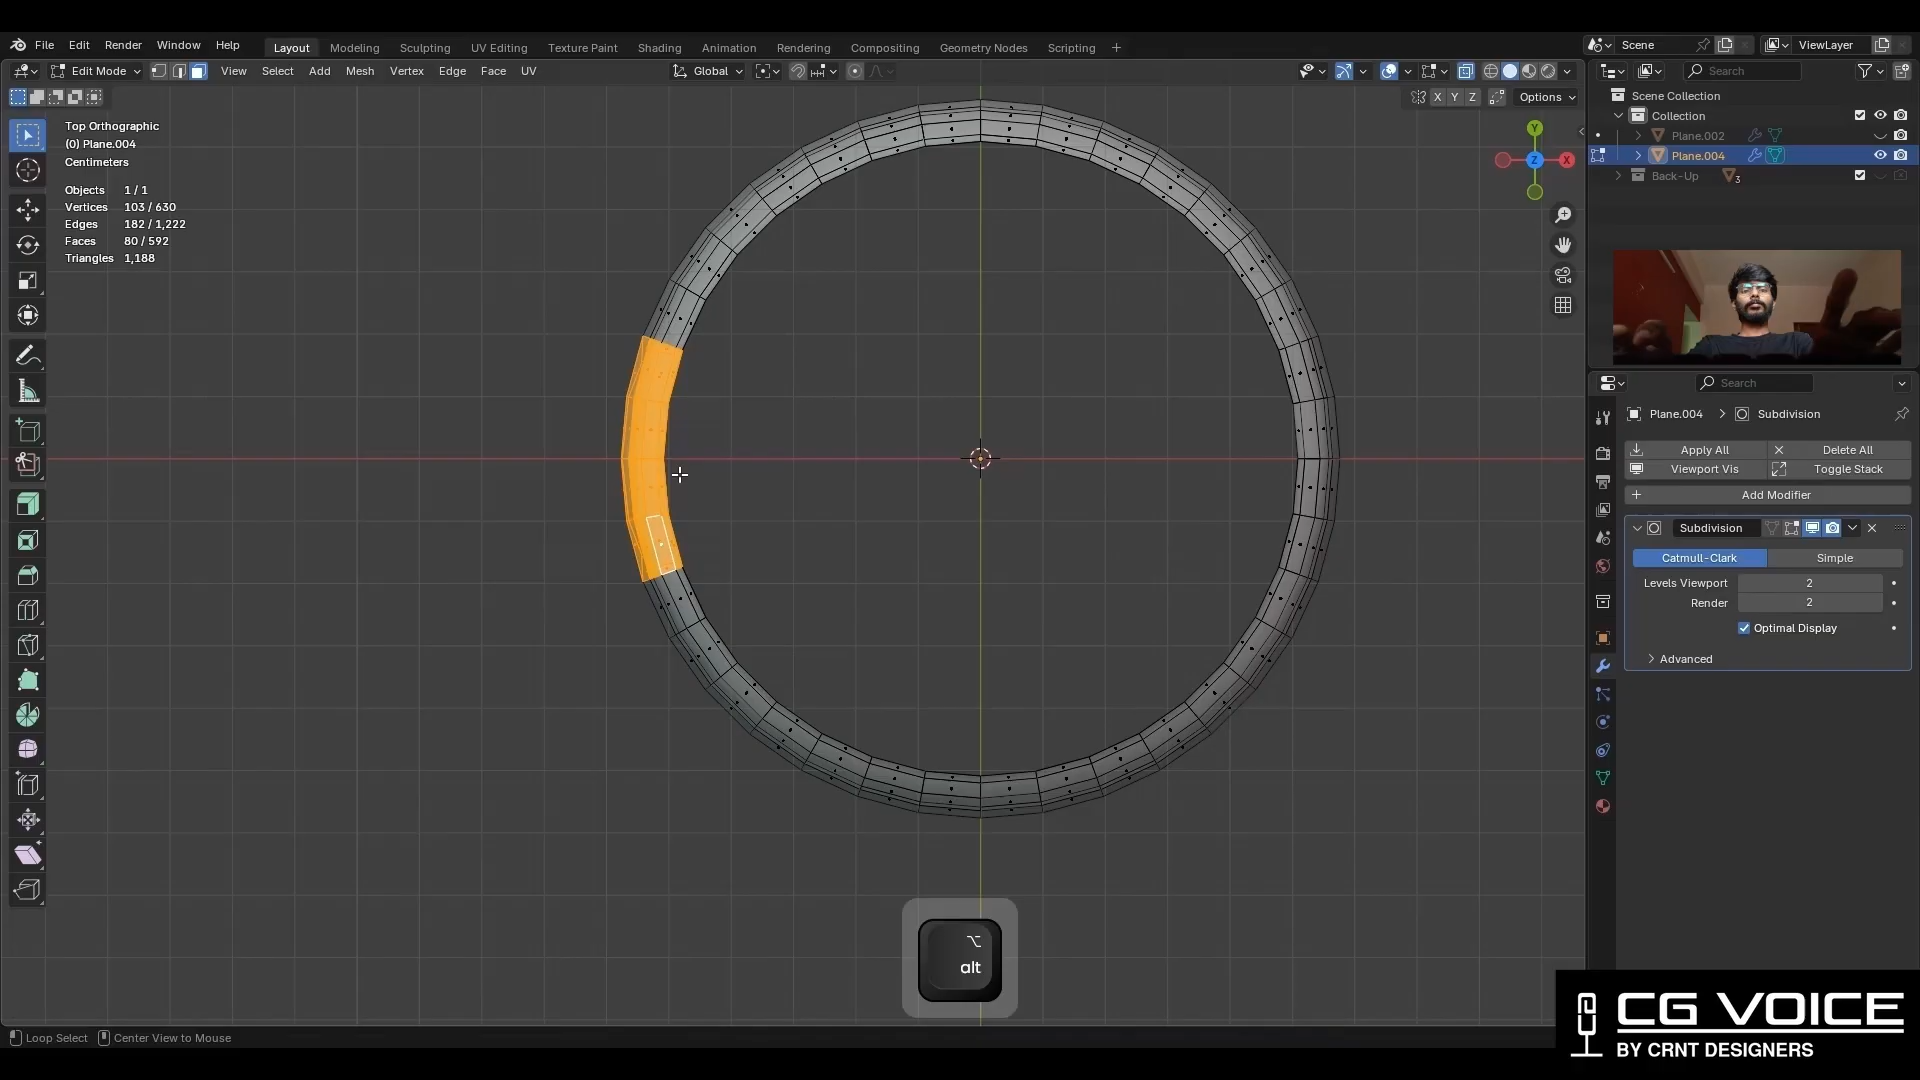 File Edit Render Window Help
Layout Modeling Sculpting UV Editing Texture Paint Shading Animation Rendering Compositing Geometry Nodes Scripting +
Scene
ViewLayer
Edit Mode View Select Add Mesh Vertex Edge Face UV
Global
Search
X Y Z
Options
Scene Collection
Collection
Plane.002
Plane.004
Back-Up 3
Top Orthographic
(0) Plane.004
Centimeters
Objects 1 / 1
Vertices 103 / 630
Edges 182 / 1,222
Faces 80 / 592
Triangles 1,188
Y
Z
X
Search
Plane.004 > Subdivision
Apply All
Delete All
Viewport Vis
Toggle Stack
Add Modifier
Subdivision
Catmull-Clark
Simple
Levels Viewport 2
Render 2
Optimal Display
Advanced
⌥
alt
Loop Select
Center View to Mouse
CG VOICE
BY CRNT DESIGNERS